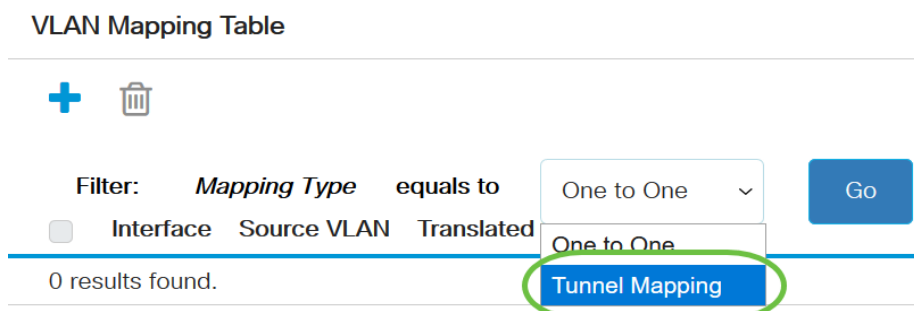 VLAN Mapping Table
Filter: Mapping Type equals to One to One Go
Interface Source VLAN Translated
One to One
Tunnel Mapping
0 results found.